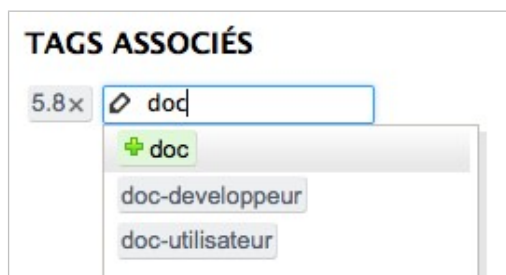 TAGS ASSOCIÉS
5.8× doc
doc
doc-developpeur
doc-utilisateur